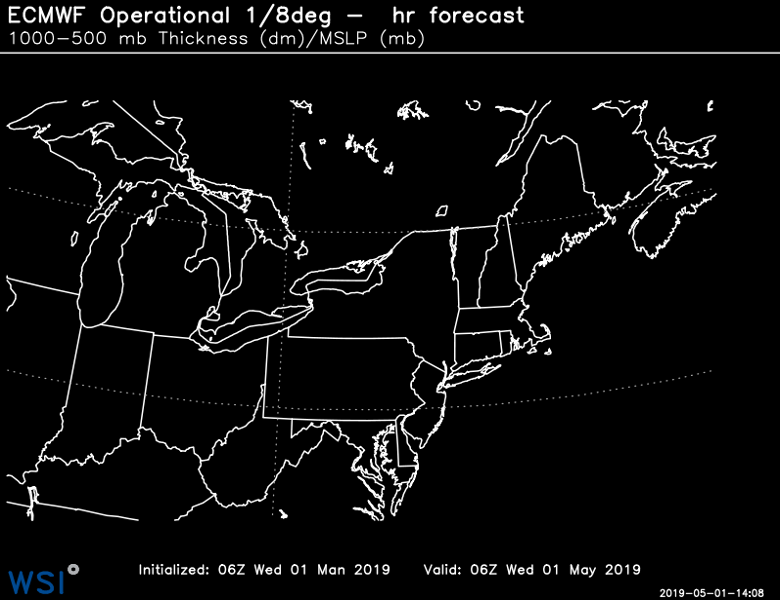 ECMWF Operational 1/8deg – hr forecast
1000–500 mb Thickness (dm)/MSLP (mb)
WSI
Initialized: 06Z Wed 01 Man 2019 Valid: 06Z Wed 01 May 2019
2019-05-01-14:08